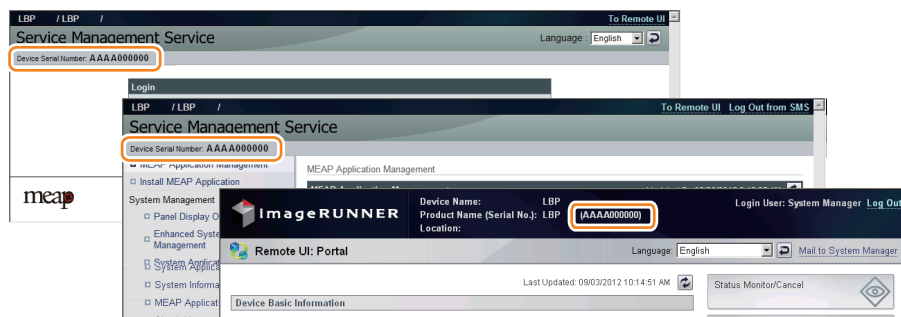 LBP / LBP /
To Remote UI
Service Management Service
Language : English
Device Serial Number: AAAA000000
Login
LBP / LBP /
To Remote UI Log Out from SMS
Service Management Service
Device Serial Number: AAAA000000
MEAP Application Management
MEAP Application Management
Install MEAP Application
System Management
Panel Display O
Enhanced Syste
Management
System Applicat
System Applica
System Informa
MEAP Applicat
meap
imageRUNNER
Device Name: LBP
Product Name (Serial No.): LBP (AAAA000000)
Location:
Login User: System Manager Log Out
Remote UI: Portal
Language: English
Mail to System Manager
Last Updated: 09/03/2012 10:14:51 AM
Status Monitor/Cancel
Device Basic Information